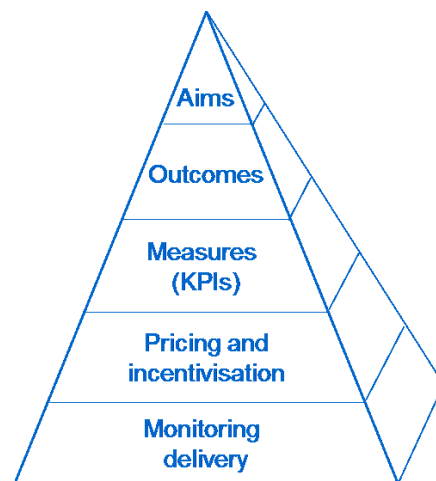 Aims
Outcomes
Measures
(KPIs)
Pricing and
incentivisation
Monitoring
delivery